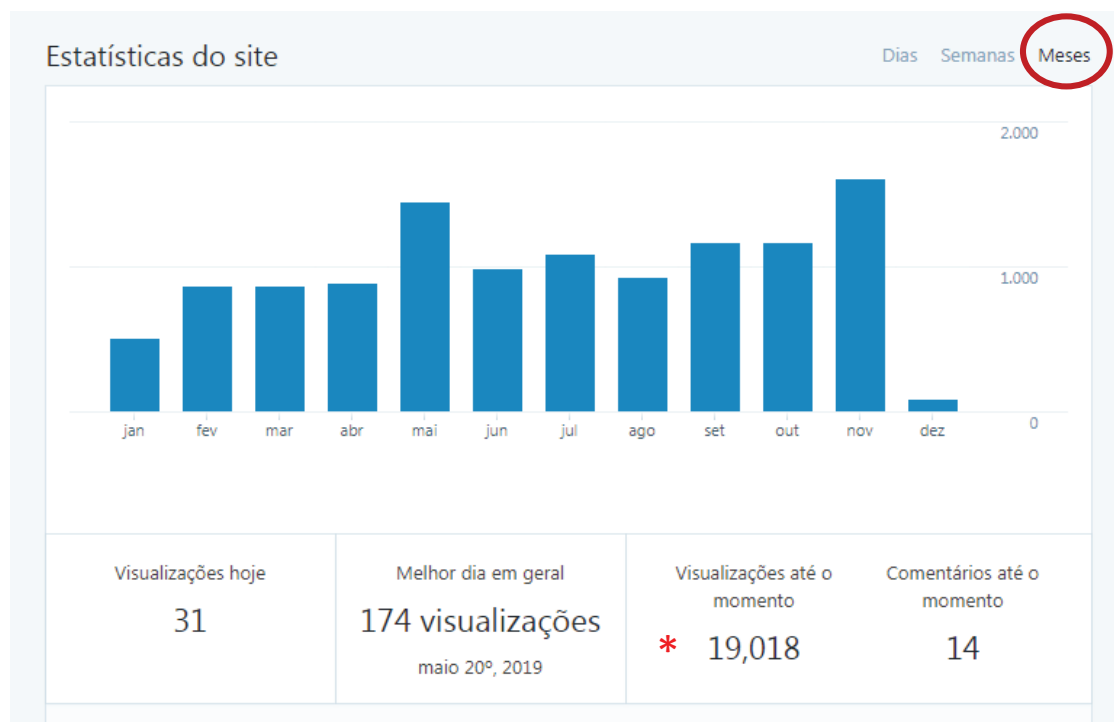 Estatísticas do site
Dias Semanas Meses
2.000
1.000
0
jan fev mar abr mai jun jul ago set out nov dez
Visualizações hoje
31
Melhor dia em geral
174 visualizações
maio 20º, 2019
Visualizações até o
momento
* 19,018
Comentários até o
momento
14